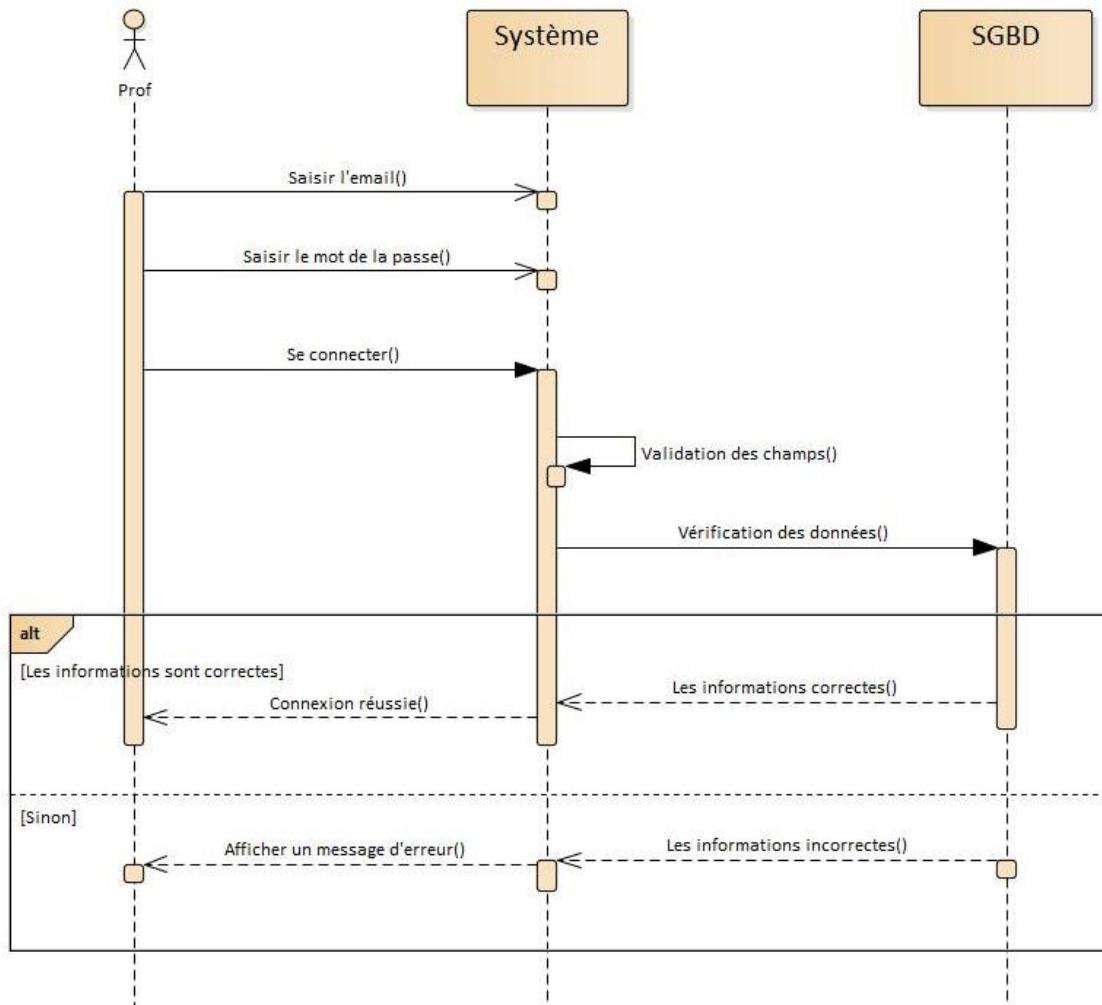 Système
SGBD
Prof
Saisir l'email()
Saisir le mot de la passe()
Se connecter()
Validation des champs()
Vérification des données()
alt
[Les informations sont correctes]
Les informations correctes()
Connexion réussie()
[Sinon]
Afficher un message d'erreur()
Les informations incorrectes()